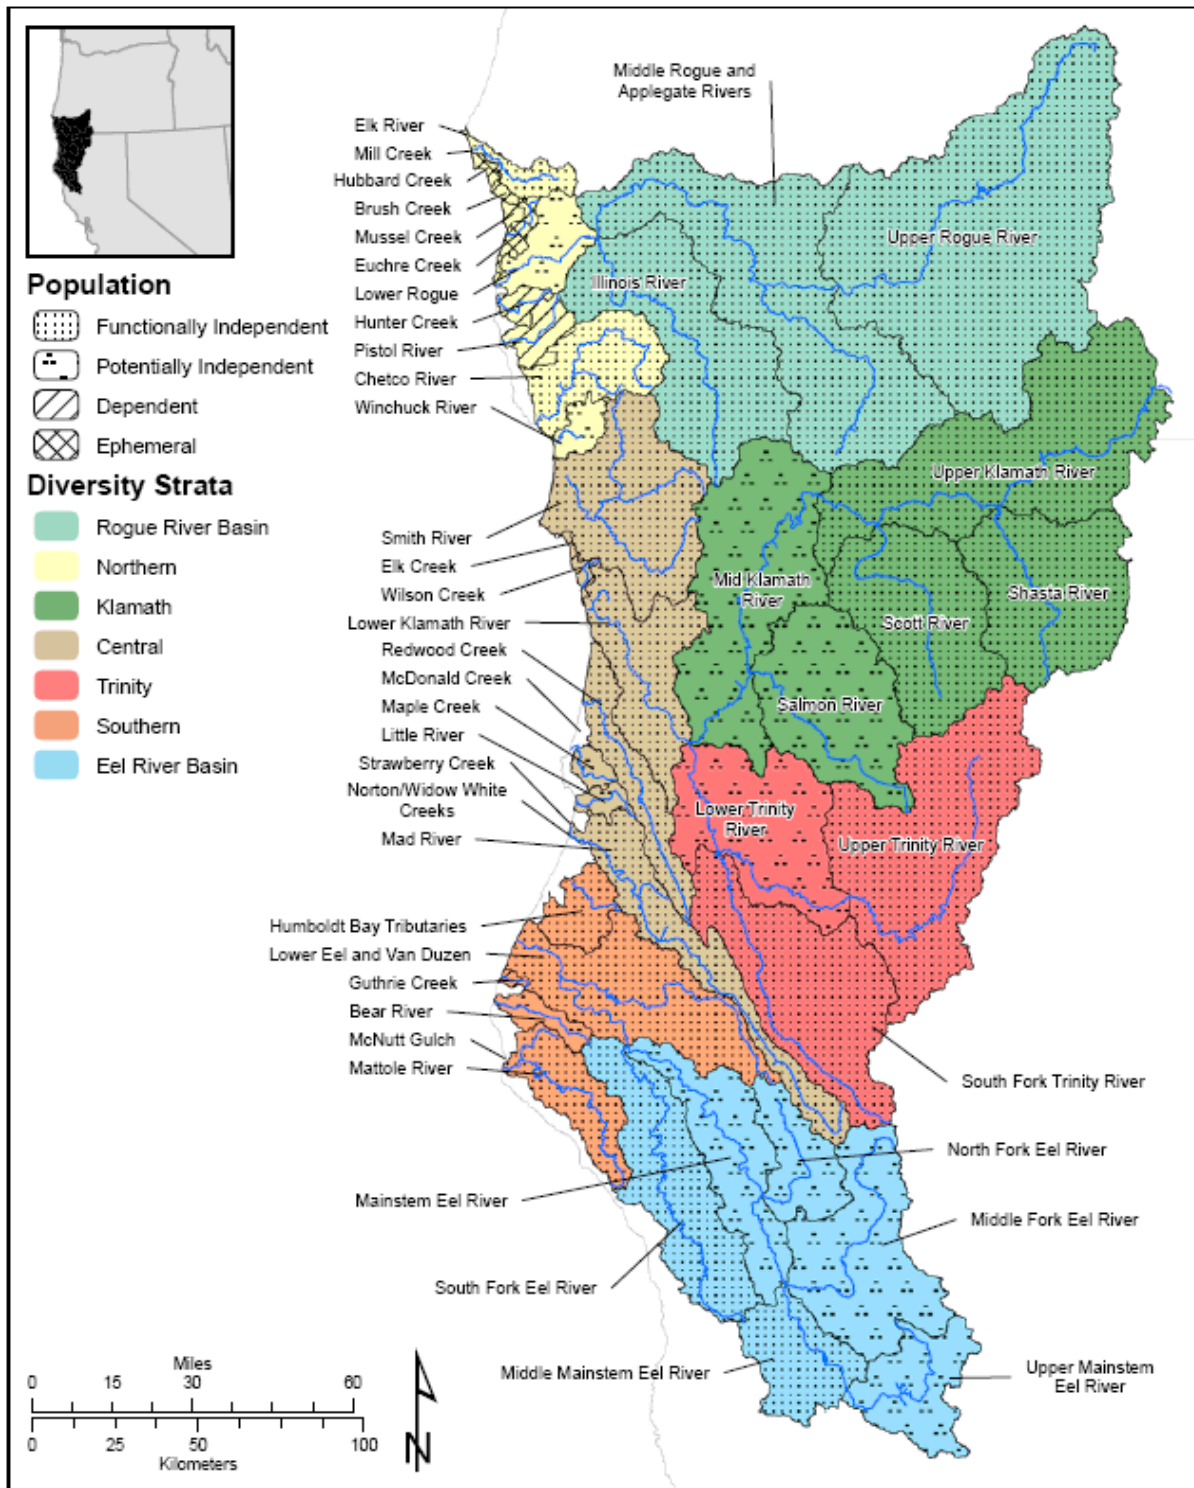 Middle Rogue and
Applegate Rivers
Elk River
Mill Creek
Hubbard Creek
Brush Creek
Mussel Creek
Euchre Creek
Lower Rogue
Hunter Creek
Pistol River
Chetco River
Winchuck River
Upper Rogue River
Illinois River
Population
Functionally Independent
Potentially Independent
Dependent
Ephemeral
Diversity Strata
Rogue River Basin
Northern
Klamath
Central
Trinity
Southern
Eel River Basin
Upper Klamath River
Smith River
Elk Creek
Wilson Creek
Lower Klamath River
Redwood Creek
McDonald Creek
Maple Creek
Little River
Strawberry Creek
Norton/Widow White
Creeks
Mad River
Mid Klamath
River
Scott River
Shasta River
Salmon River
Lower Trinity
River
Upper Trinity River
Humboldt Bay Tributaries
Lower Eel and Van Duzen
Guthrie Creek
Bear River
McNutt Gulch
Mattole River
South Fork Trinity River
North Fork Eel River
Mainstem Eel River
Middle Fork Eel River
South Fork Eel River
Middle Mainstem Eel River
Upper Mainstem
Eel River
Miles
0 15 30 60
0 25 50 100
Kilometers
N